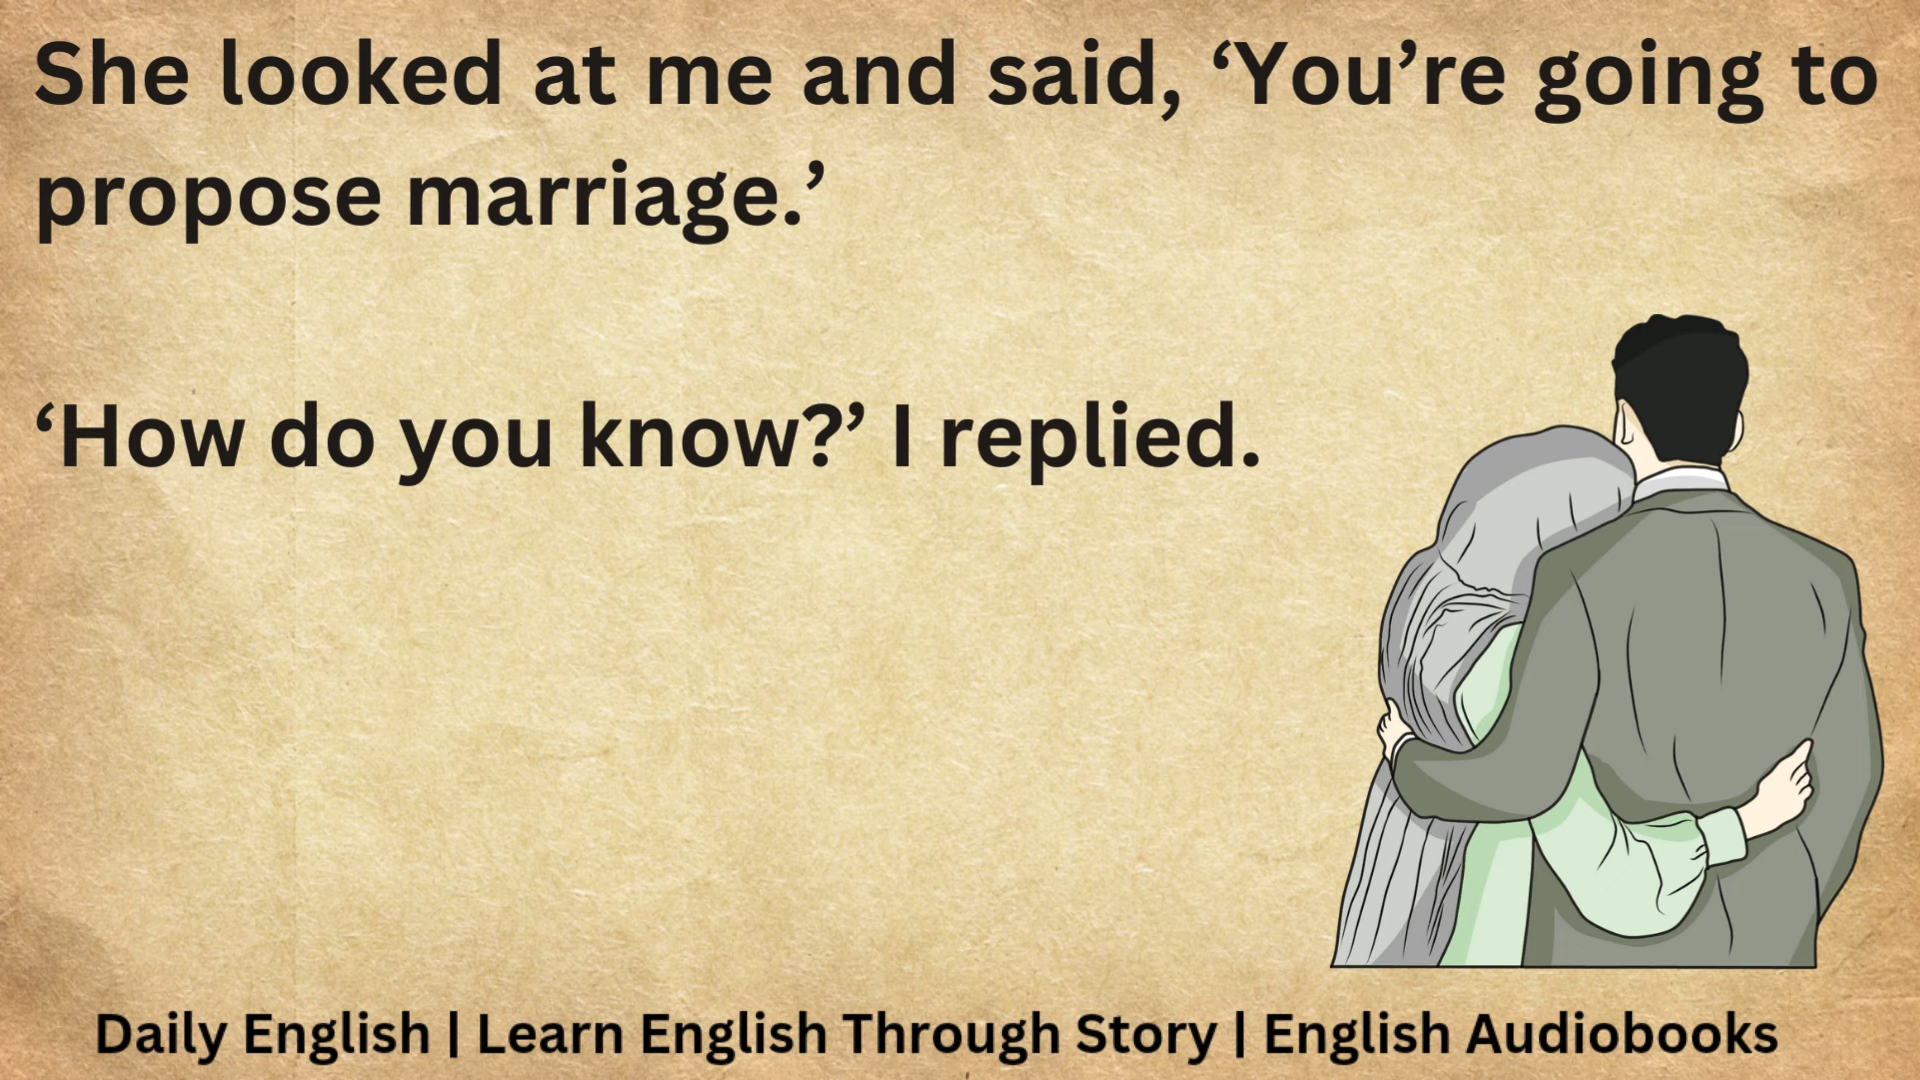 She looked at me and said, ‘You’re going to
propose marriage.’
‘How do you know?’ I replied.
Daily English | Learn English Through Story | English Audiobooks